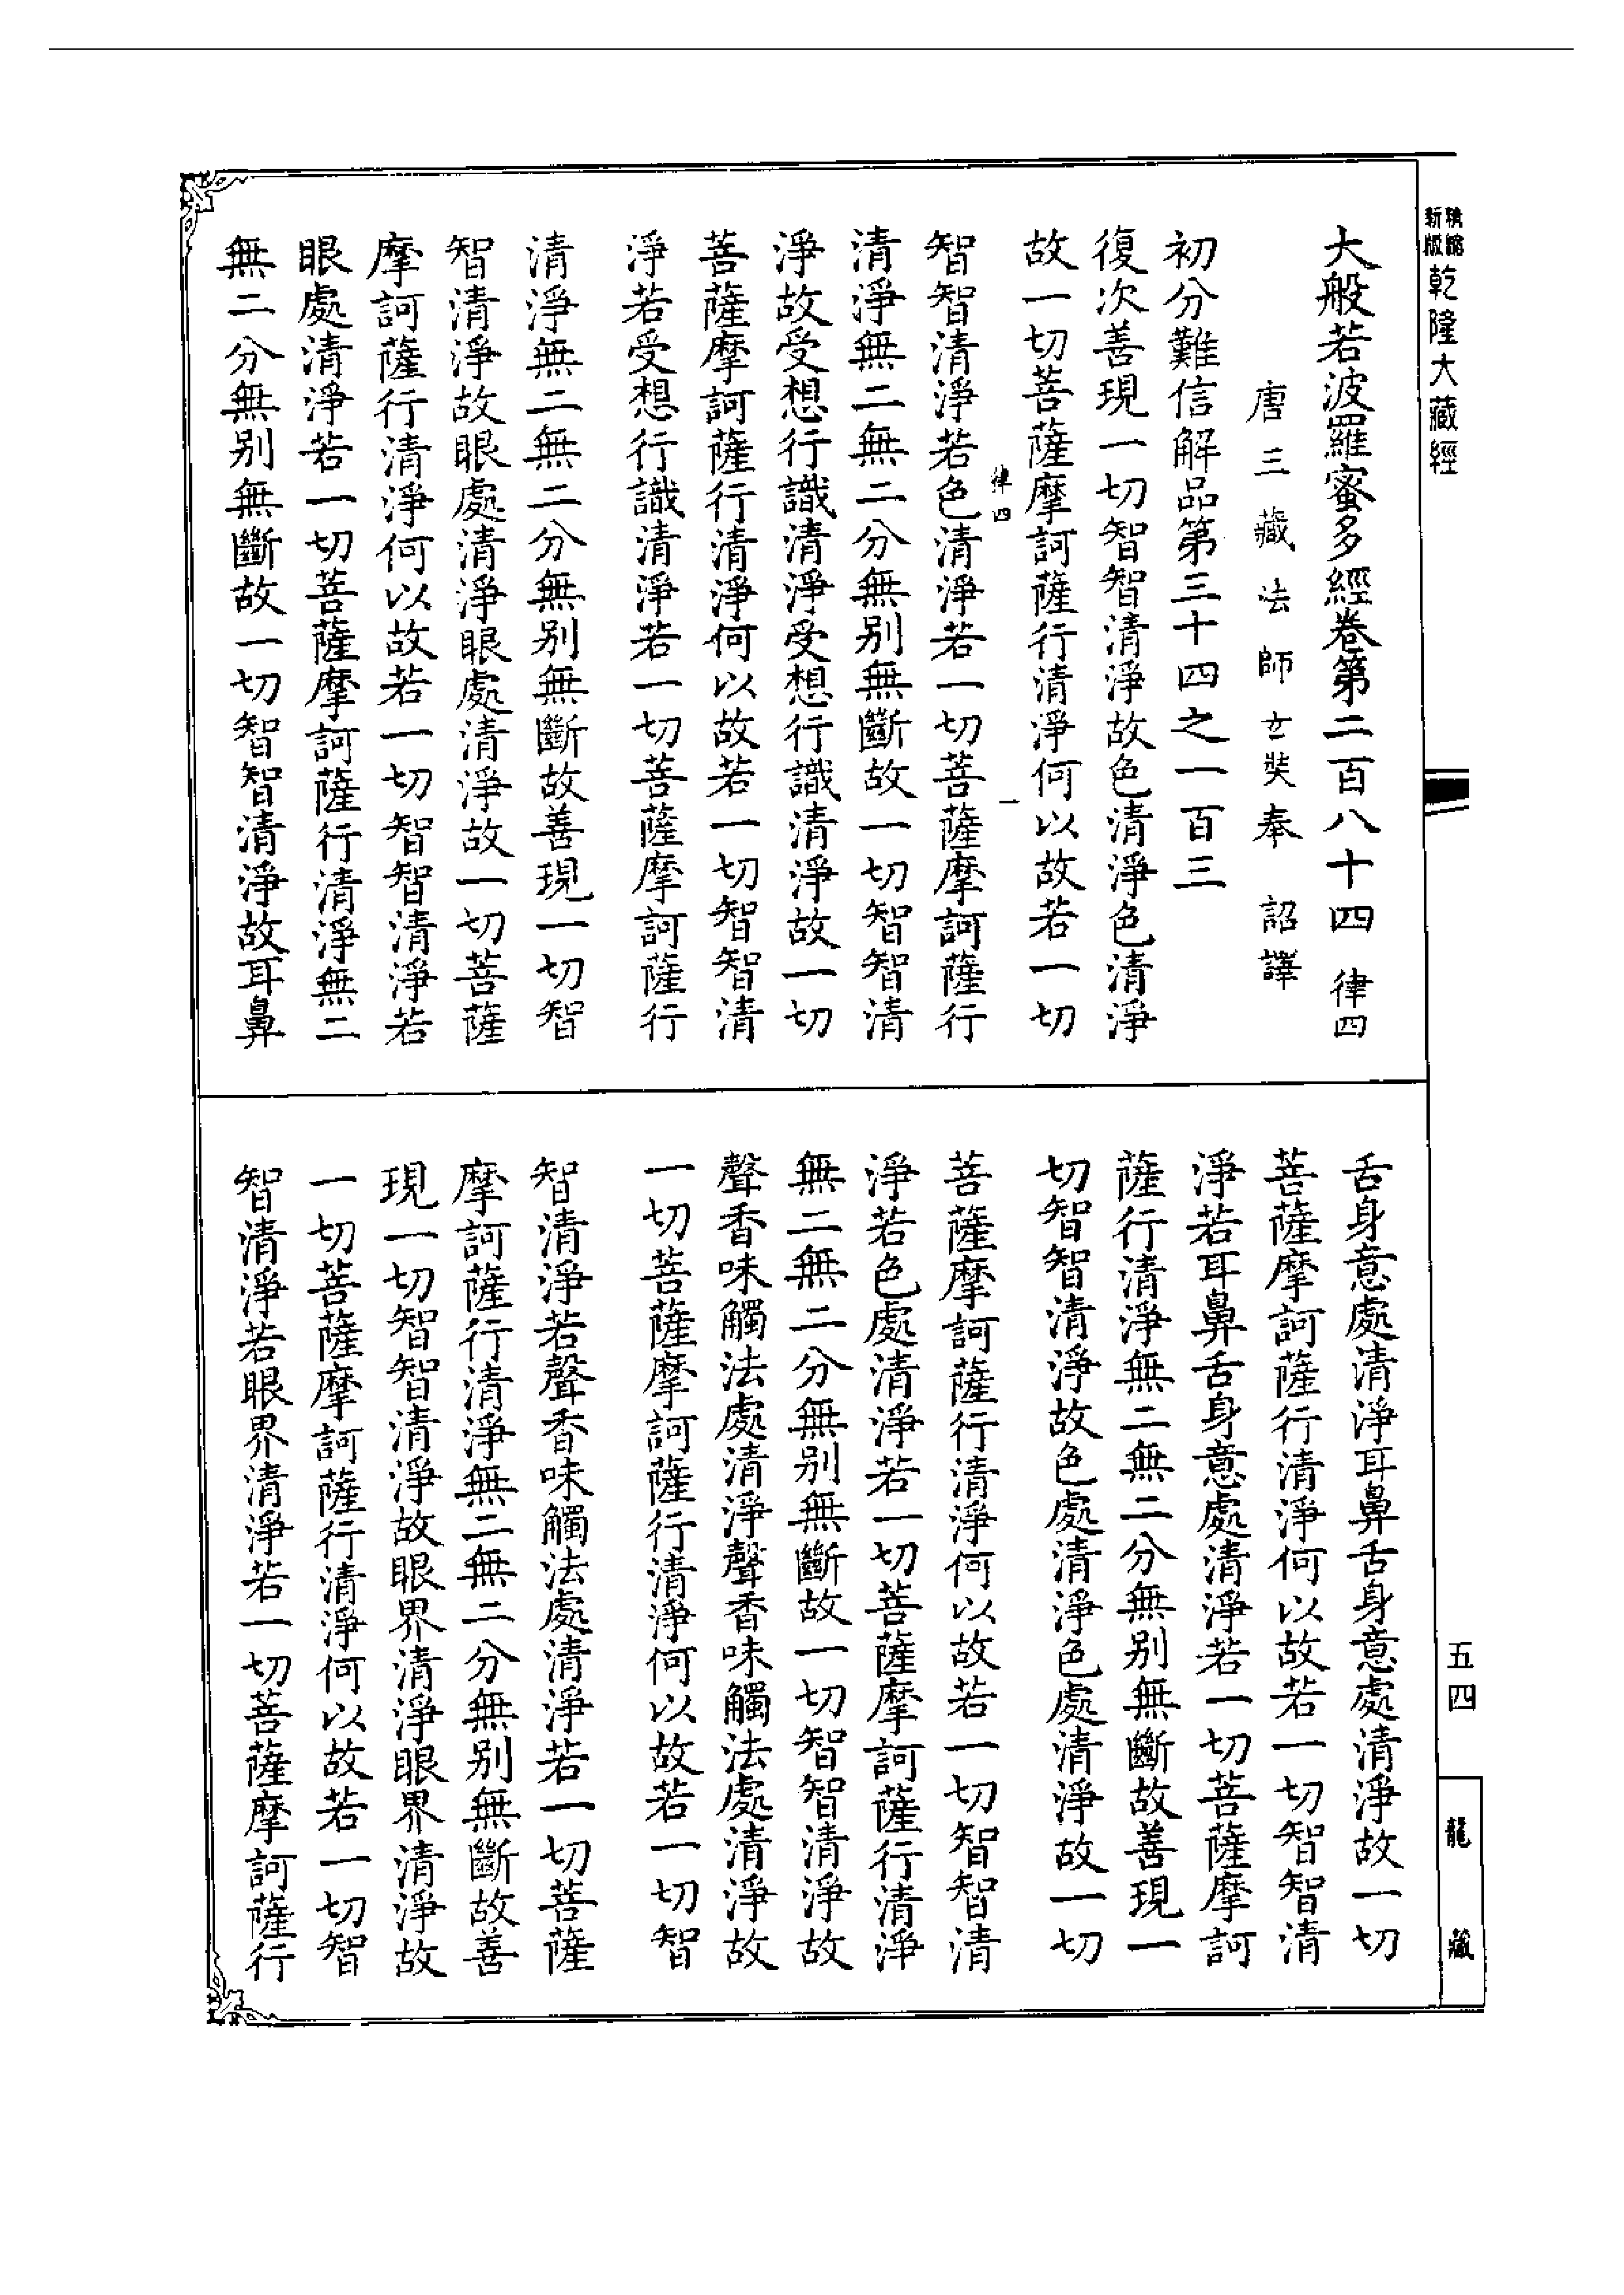 精縮新版乾隆大藏經
大般若波羅蜜多經卷第二百八十四 律四
唐三藏法師玄奘奉 詔譯
初分難信解品第三十四之一百三
復次善現一切智智清淨故色清淨色清淨
故一切菩薩摩訶薩行清淨何以故若一切
律四 一
智智清淨若色清淨若一切菩薩摩訶薩行
清淨無二無二分無別無斷故一切智智清
淨故受想行識清淨受想行識清淨故一切
菩薩摩訶薩行清淨何以故若一切智智清
淨若受想行識清淨若一切菩薩摩訶薩行
清淨無二無二分無別無斷故善現一切智
智清淨故眼處清淨眼處清淨故一切菩薩
摩訶薩行清淨何以故若一切智智清淨若
眼處清淨若一切菩薩摩訶薩行清淨無二
無二分無別無斷故一切智智清淨故耳鼻
舌身意處清淨耳鼻舌身意處清淨故一切
菩薩摩訶薩行清淨何以故若一切智智清
淨若耳鼻舌身意處清淨若一切菩薩摩訶
薩行清淨無二無二分無別無斷故善現一
切智智清淨故色處清淨色處清淨故一切
菩薩摩訶薩行清淨何以故若一切智智清
淨若色處清淨若一切菩薩摩訶薩行清淨
無二無二分無別無斷故一切智智清淨故
聲香味觸法處清淨聲香味觸法處清淨故
一切菩薩摩訶薩行清淨何以故若一切智
智清淨若聲香味觸法處清淨若一切菩薩
摩訶薩行清淨無二無二分無別無斷故善
現一切智智清淨故眼界清淨眼界清淨故
一切菩薩摩訶薩行清淨何以故若一切智
智清淨若眼界清淨若一切菩薩摩訶薩行
五四
龍藏